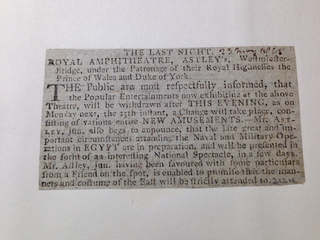 THE LAST NIGHT. 23 May
ROYAL AMPHITHEATRE, ASTLEY's, Westminster-
Bridge, under the Patronage of their Royal Highnesses the
Prince of Wales and Duke of York.
THE Public are most respectfully informed, that
the Popular Entertainments now exhibiting at the above
Theatre, will be withdrawn after THIS EVENING, as on
Monday next, the 25th instant, a Change will take place, con-
sisting of various entire NEW AMUSEMENTS.—Mr. AST-
LEY, jun. also begs to announce, that the late great and im-
portant circumstances attending the Naval and Military Ope-
rations in EGYPT are in preparation, and will be presented in
the form of an interesting National Spectacle, in a few days.
Mr. Astley, jun. having been favoured with some particulars
from a Friend on the spot, is enabled to promise that the man-
ners and costume of the East will be strictly attended to.